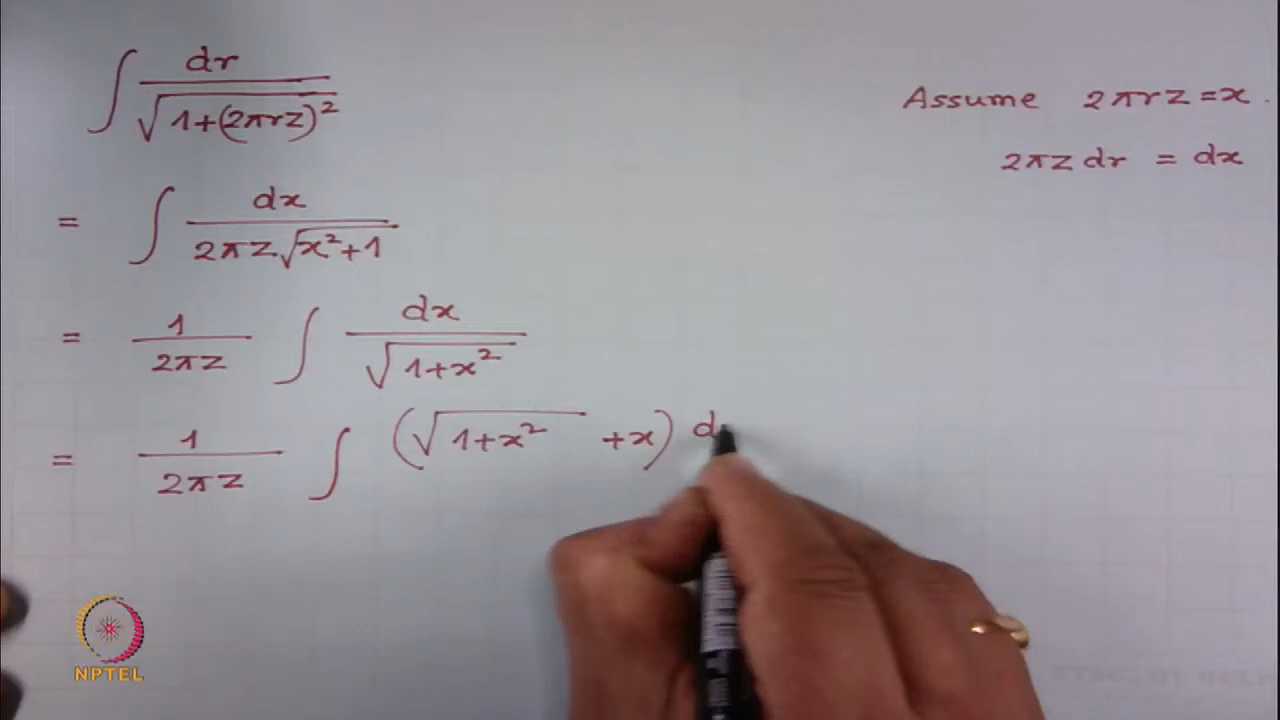 ∫ dr / √(1+(2πrz)²)
Assume 2πrz = x.
2πz dr = dx
= ∫ dx / (2πz√(x²+1))
= 1/(2πz) ∫ dx / √(1+x²)
= 1/(2πz) ∫ (√(1+x²) + x) d
NPTEL